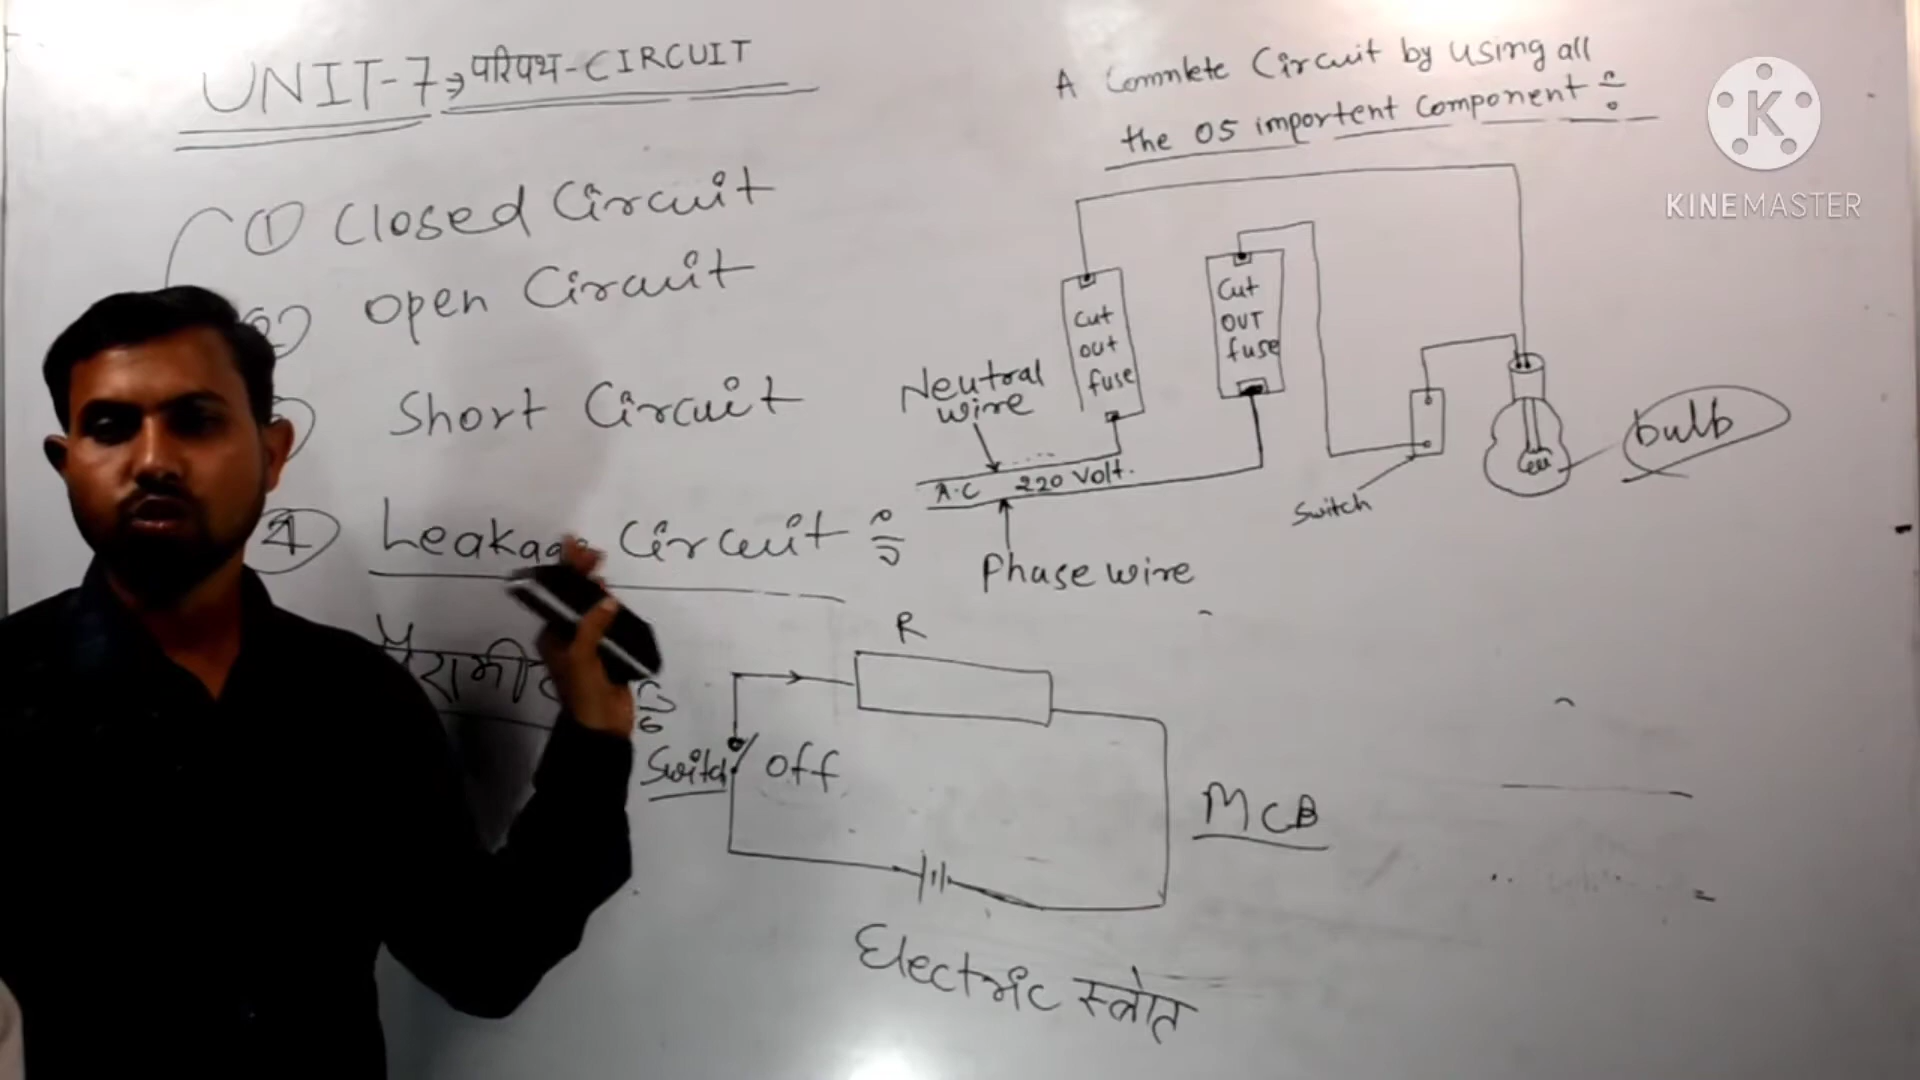 UNIT-7⇒परिपथ-CIRCUIT
① Closed Circuit
open Circuit
Short Circuit
④ Leakage Circuit
A Comnlete Circuit by using all
the 05 importent Component
Cut
out
fuse
Cut
OUT
fuse
Neutral
wire
A.C 220 Volt.
Phase wire
Switch
bulb
R
Switch
off
MCB
Electric स्त्रोत
K
KINEMASTER